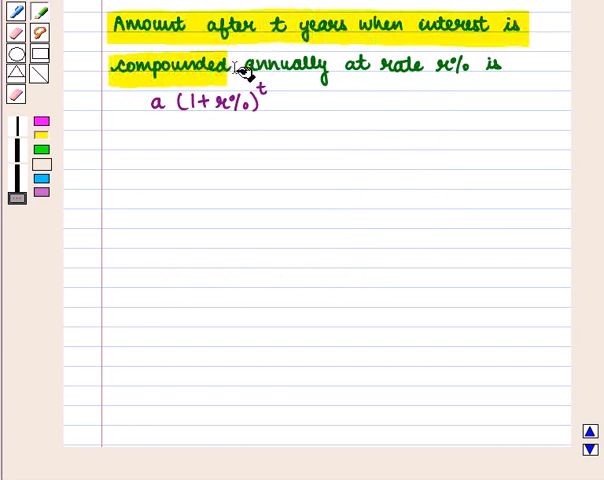 Amount after t years when interest is
compounded annually at rate r% is
a (1+r%)^t